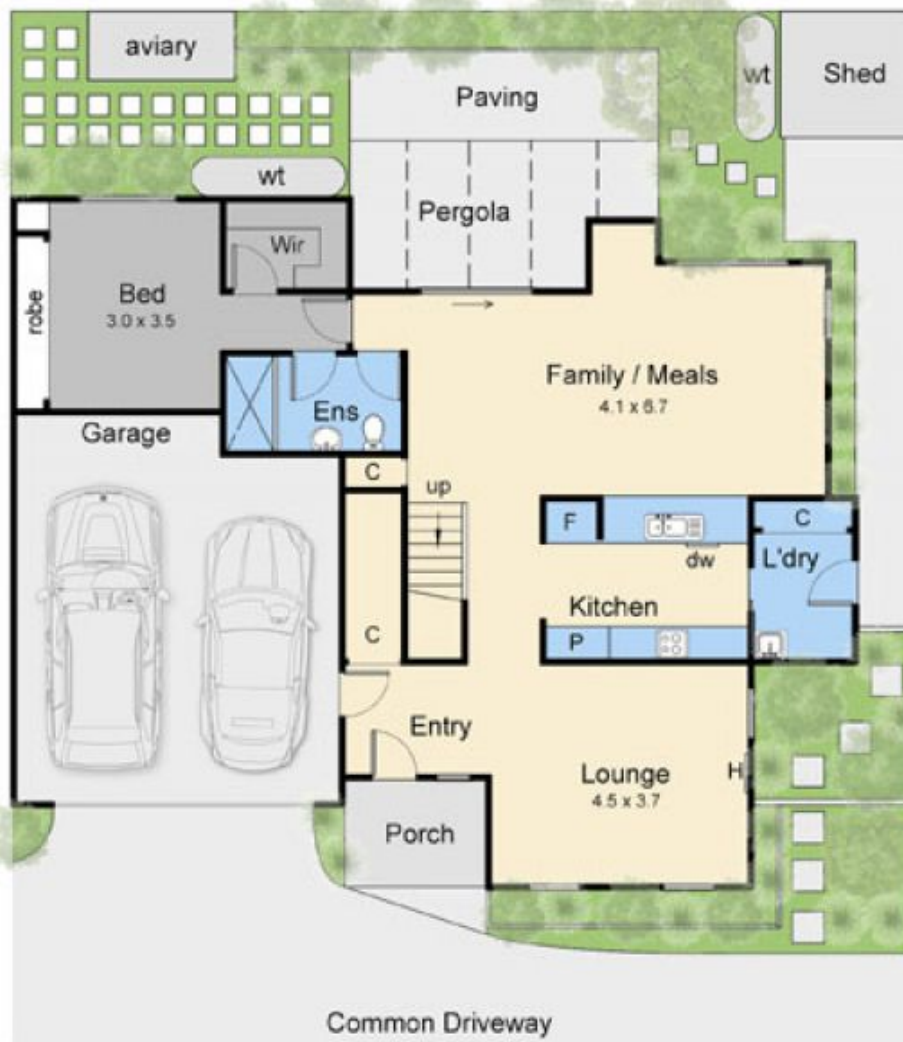 aviary
wt
Shed
Paving
wt
Pergola
Wir
Bed
3.0 x 3.5
robe
Family / Meals
4.1 x 6.7
Ens
Garage
C
up
F
C
dw
L'dry
Kitchen
C
P
Entry
Lounge
4.5 x 3.7
H
Porch
Common Driveway